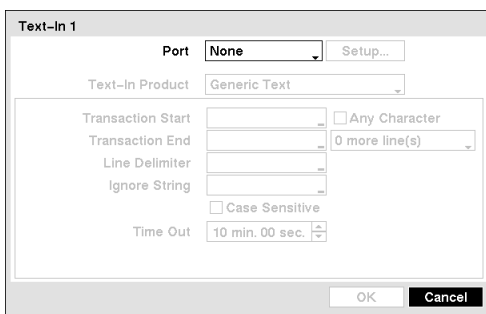 Text-In 1
Port None Setup...
Text-In Product Generic Text
Transaction Start Any Character
Transaction End 0 more line(s)
Line Delimiter
Ignore String
Case Sensitive
Time Out 10 min. 00 sec.
OK Cancel